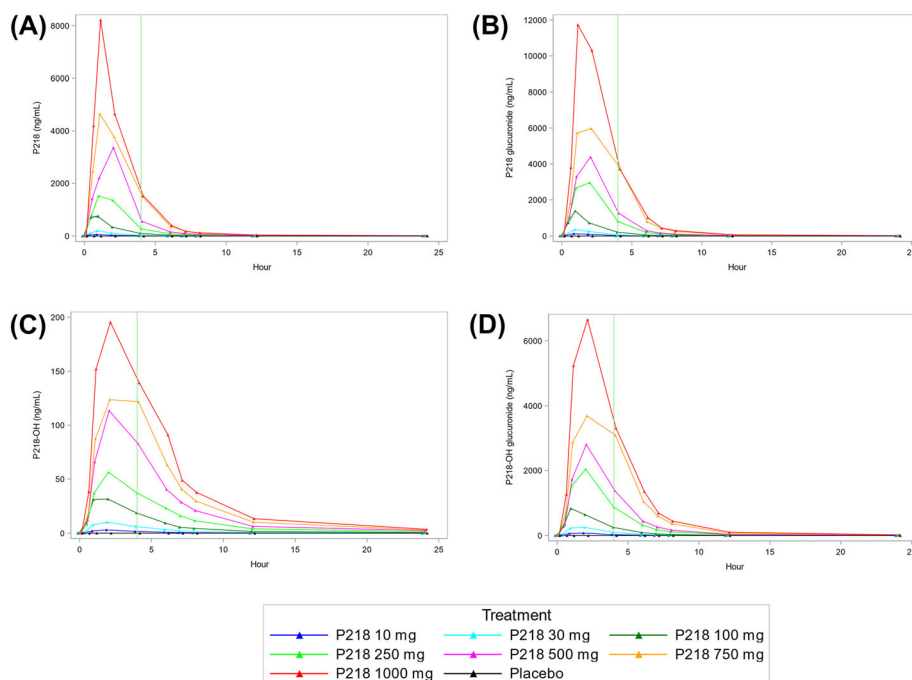 (A)
P218 (ng/mL)
8000
6000
4000
2000
0
0 5 10 15 20 25
Hour
(B)
P218 glucuronide (ng/mL)
12000
10000
8000
6000
4000
2000
0
0 5 10 15 20 25
Hour
(C)
P218-OH (ng/mL)
200
150
100
50
0
0 5 10 15 20 25
Hour
(D)
P218-OH glucuronide (ng/mL)
6000
4000
2000
0
0 5 10 15 20 25
Hour
Treatment
P218 10 mg P218 30 mg P218 100 mg
P218 250 mg P218 500 mg P218 750 mg
P218 1000 mg Placebo